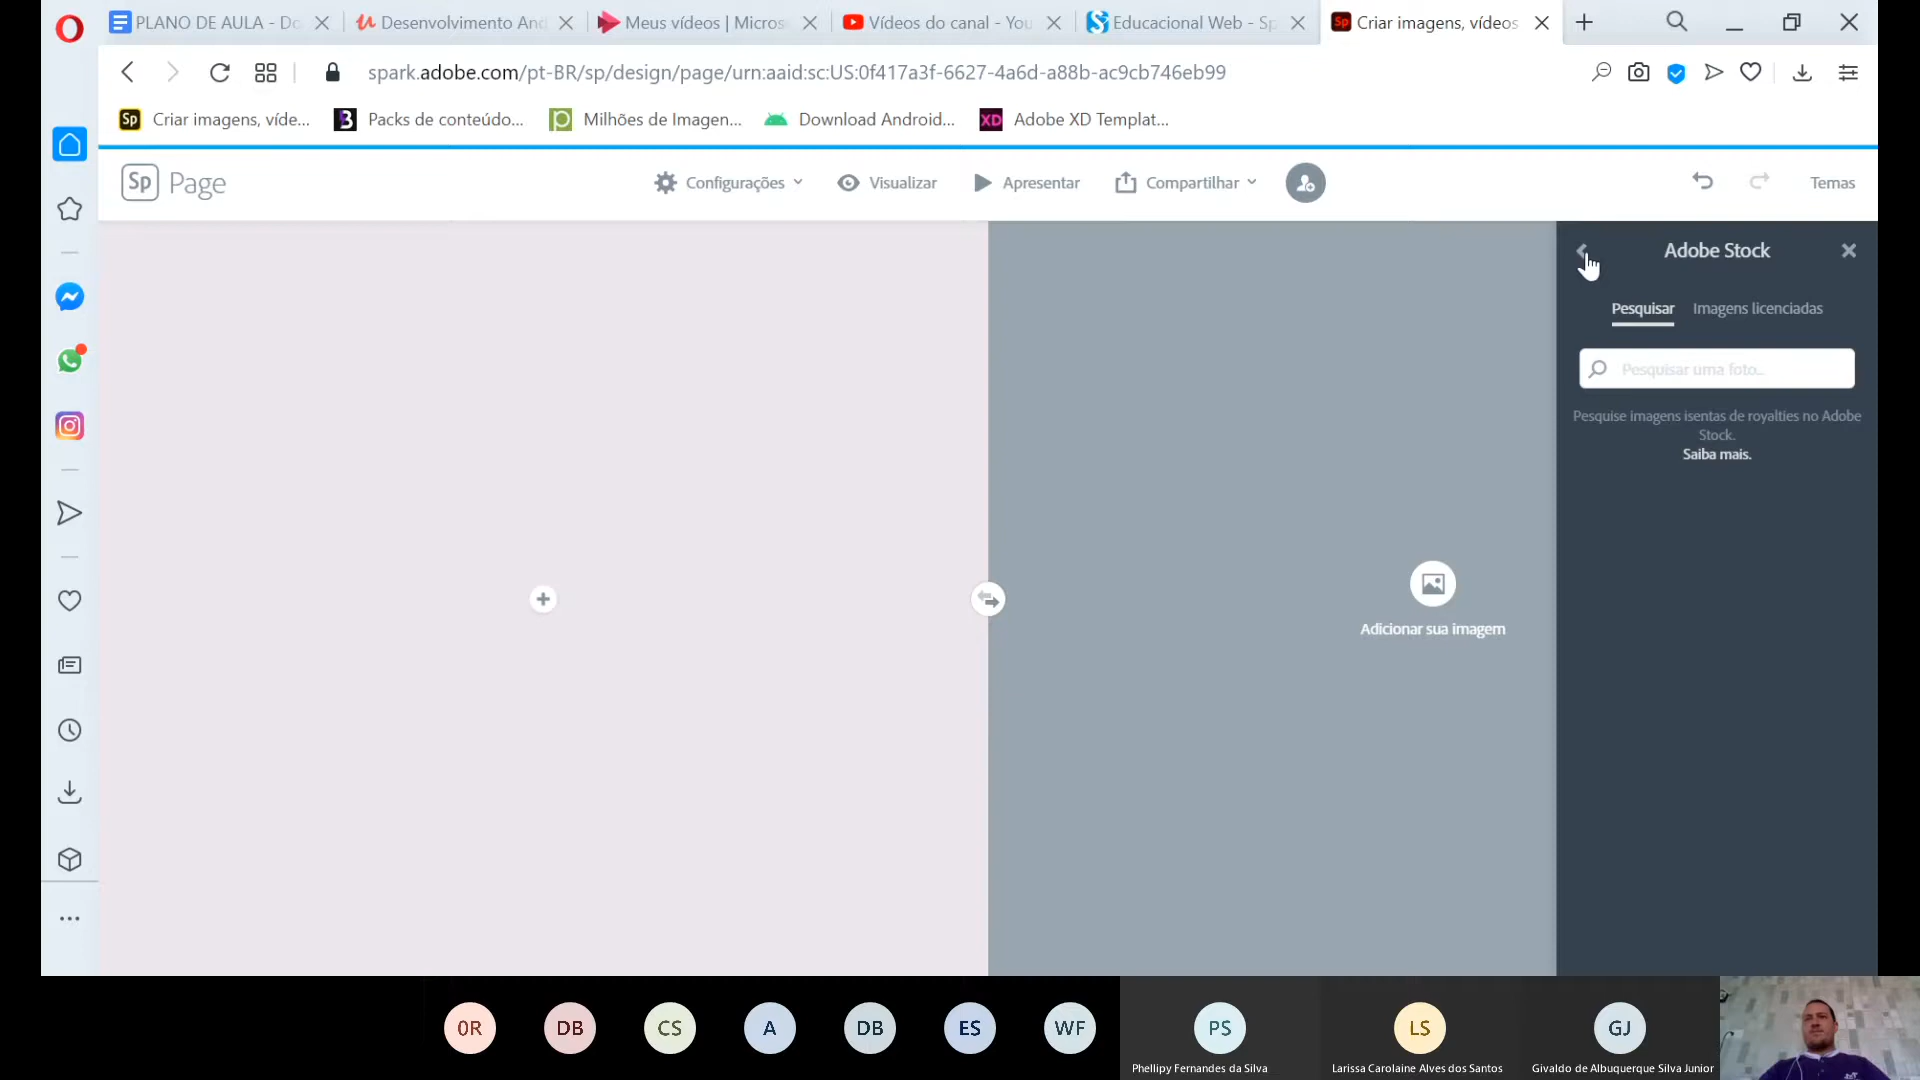 PLANO DE AULA - Do
Desenvolvimento And
Meus vídeos | Micros
Vídeos do canal - You
Educacional Web - Sp
Sp Criar imagens, vídeos
spark.adobe.com/pt-BR/sp/design/page/urn:aaid:sc:US:0f417a3f-6627-4a6d-a88b-ac9cb746eb99
Sp Criar imagens, víde...
Packs de conteúdo...
Milhões de Imagen...
Download Android...
XD Adobe XD Templat...
Sp Page
Configurações
Visualizar
Apresentar
Compartilhar
Temas
Adobe Stock
Pesquisar
Imagens licenciadas
Pesquisar uma foto...
Pesquise imagens isentas de royalties no Adobe
Stock.
Saiba mais.
Adicionar sua imagem
0R
DB
CS
A
DB
ES
WF
PS
LS
GJ
Phellipy Fernandes da Silva
Larissa Carolaine Alves dos Santos
Givaldo de Albuquerque Silva Junior